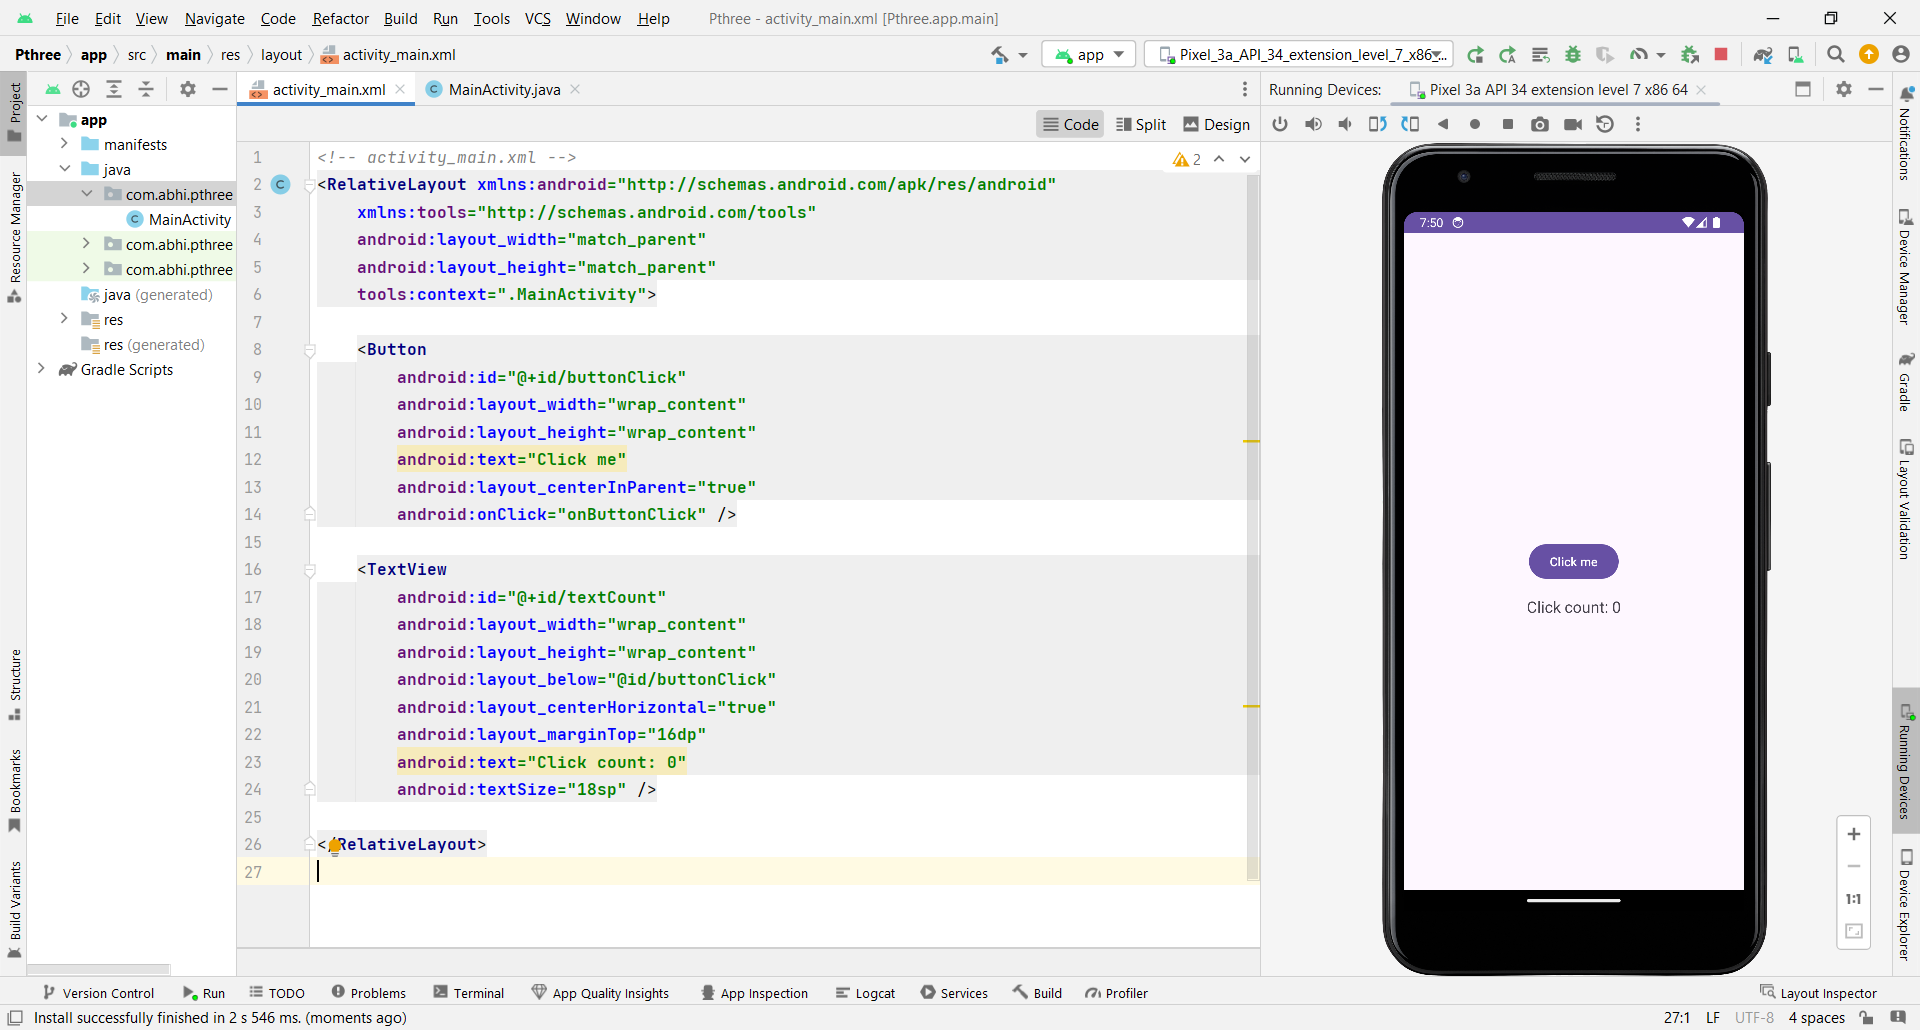 File Edit View Navigate Code Refactor Build Run Tools VCS Window Help Pthree - activity_main.xml [Pthree.app.main]
Pthree app src main res layout activity_main.xml app Pixel_3a_API_34_extension_level_7_x86...
Project
Resource Manager
Structure
Bookmarks
Build Variants
app
manifests
java
com.abhi.pthree
MainActivity
com.abhi.pthree
com.abhi.pthree
java (generated)
res
res (generated)
Gradle Scripts
activity_main.xml MainActivity.java
Code Split Design
2
1 <!-- activity_main.xml -->
2 <RelativeLayout xmlns:android="http://schemas.android.com/apk/res/android"
3 xmlns:tools="http://schemas.android.com/tools"
4 android:layout_width="match_parent"
5 android:layout_height="match_parent"
6 tools:context=".MainActivity">
7
8 <Button
9 android:id="@+id/buttonClick"
10 android:layout_width="wrap_content"
11 android:layout_height="wrap_content"
12 android:text="Click me"
13 android:layout_centerInParent="true"
14 android:onClick="onButtonClick" />
15
16 <TextView
17 android:id="@+id/textCount"
18 android:layout_width="wrap_content"
19 android:layout_height="wrap_content"
20 android:layout_below="@id/buttonClick"
21 android:layout_centerHorizontal="true"
22 android:layout_marginTop="16dp"
23 android:text="Click count: 0"
24 android:textSize="18sp" />
25
26 </RelativeLayout>
27
Running Devices: Pixel 3a API 34 extension level 7 x86 64
7:50
Click me
Click count: 0
1:1
Notifications
Device Manager
Gradle
Layout Validation
Running Devices
Device Explorer
Version Control Run TODO Problems Terminal App Quality Insights App Inspection Logcat Services Build Profiler Layout Inspector
Install successfully finished in 2 s 546 ms. (moments ago) 27:1 LF UTF-8 4 spaces